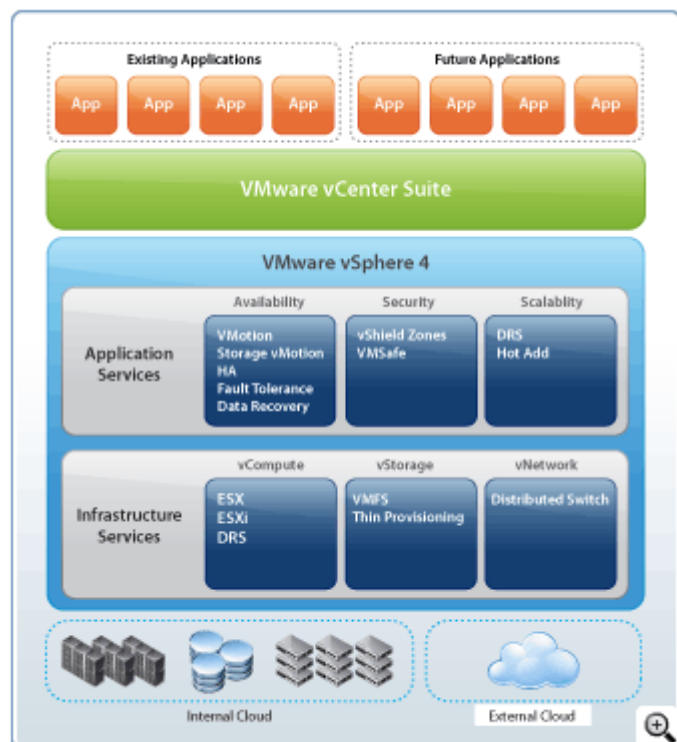 Existing Applications
Future Applications
App App App App
App App App App
VMware vCenter Suite
VMware vSphere 4
Availability
Security
Scalablity
Application
Services
VMotion
Storage vMotion
HA
Fault Tolerance
Data Recovery
vShield Zones
VMSafe
DRS
Hot Add
vCompute
vStorage
vNetwork
Infrastructure
Services
ESX
ESXi
DRS
VMFS
Thin Provisioning
Distributed Switch
Internal Cloud
External Cloud